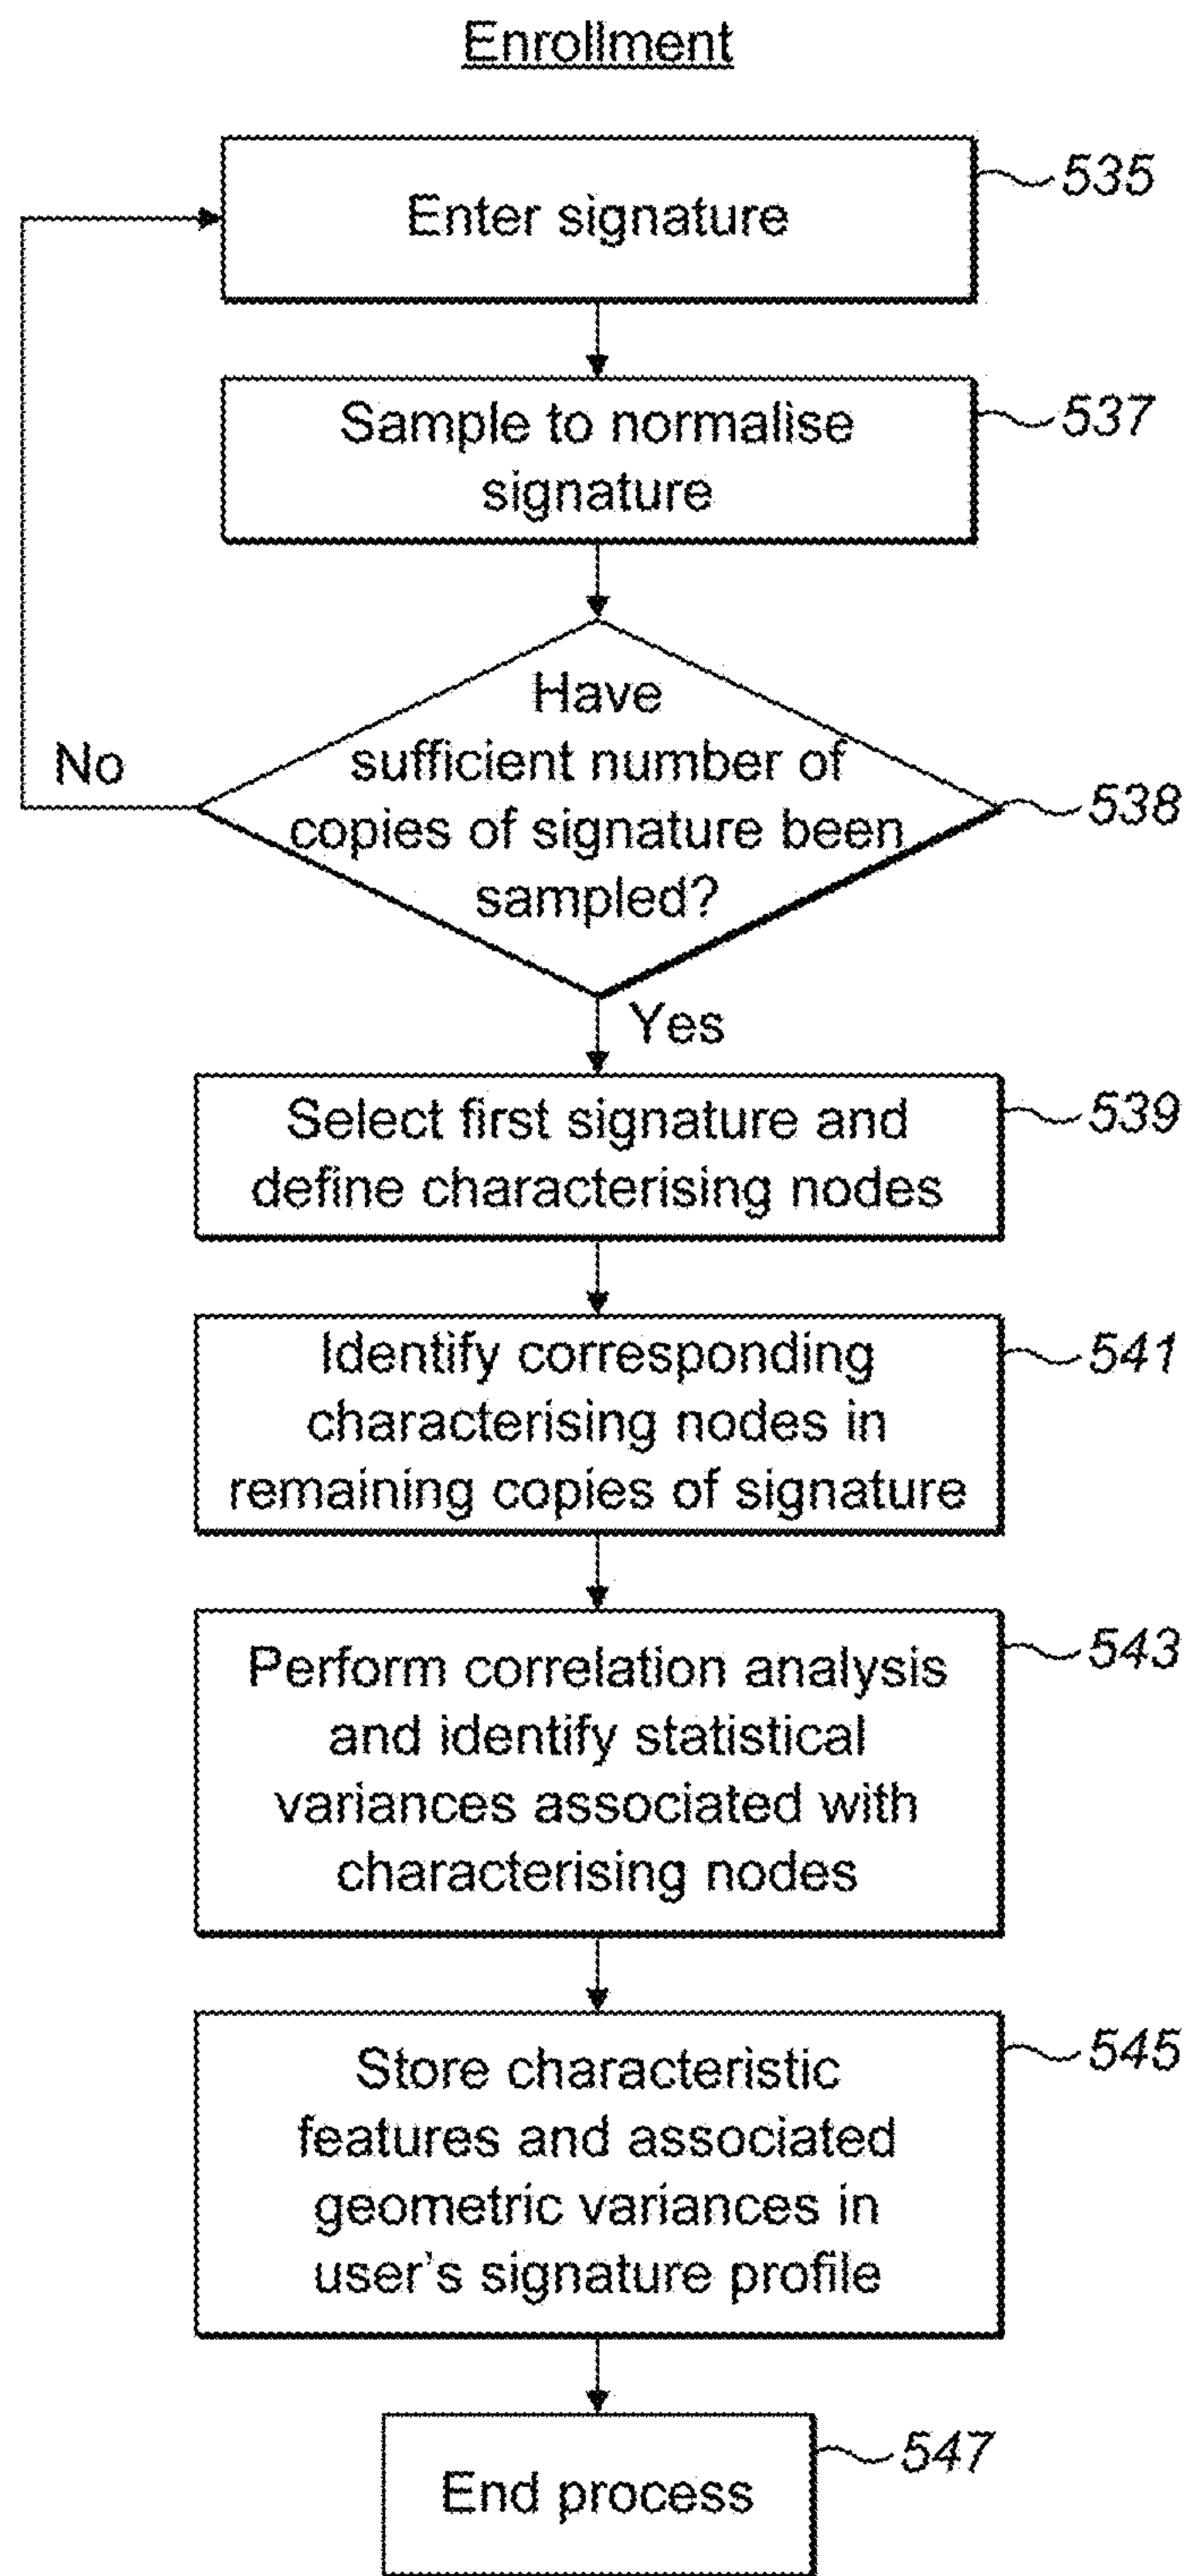 Enrollment
Enter signature
535
Sample to normalise
signature
537
Have
sufficient number of
copies of signature been
sampled?
538
No
Yes
Select first signature and
define characterising nodes
539
Identify corresponding
characterising nodes in
remaining copies of signature
541
Perform correlation analysis
and identify statistical
variances associated with
characterising nodes
543
Store characteristic
features and associated
geometric variances in
user's signature profile
545
End process
547